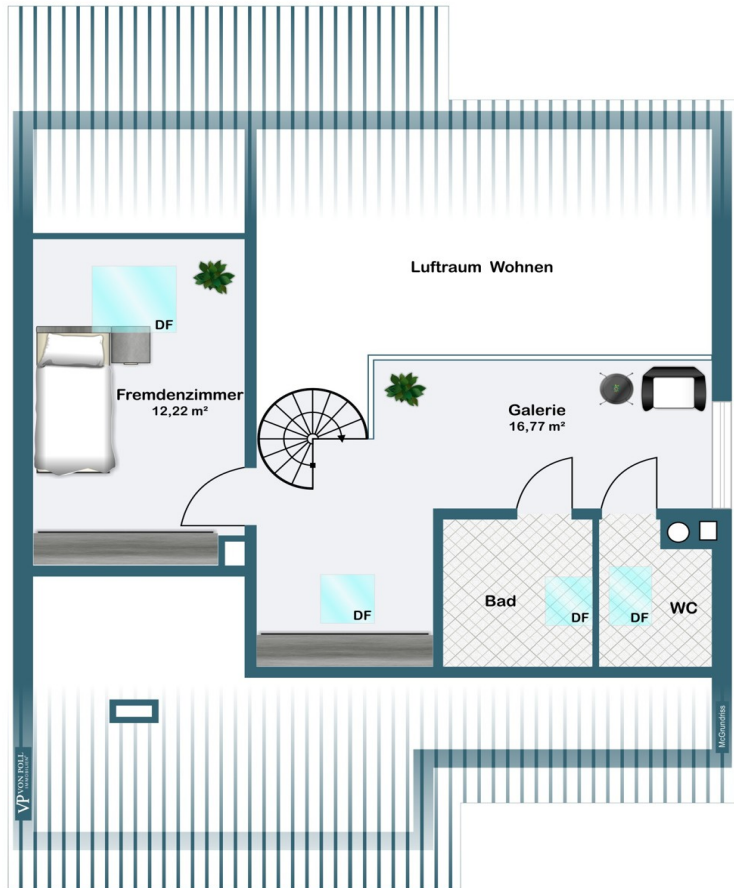 Luftraum Wohnen
DF
Fremdenzimmer
12,22 m²
Galerie
16,77 m²
DF
Bad
DF
DF
WC
McGrundriss
VP VON POLL
IMMOBILIEN